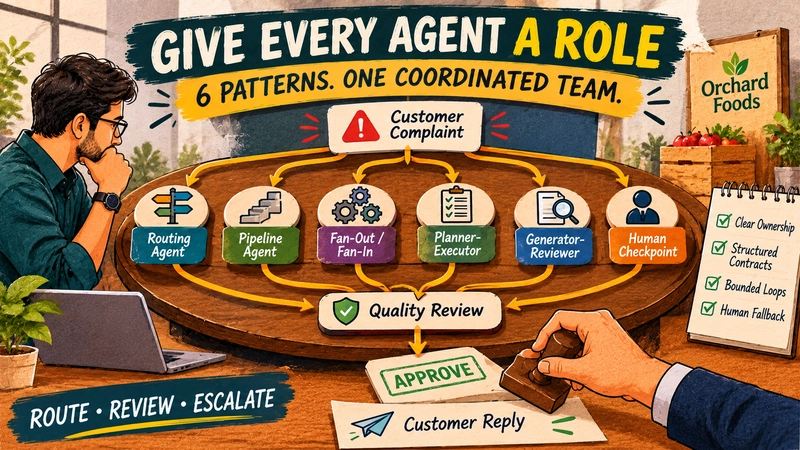 GIVE EVERY AGENT A ROLE
6 PATTERNS. ONE COORDINATED TEAM.
Customer
Complaint
Orchard
Foods
Routing
Agent
Pipeline
Agent
Fan-Out /
Fan-In
Planner-
Executor
Generator-
Reviewer
Human
Checkpoint
Clear Ownership
Structured
Contracts
Bounded Loops
Human Fallback
Quality Review
APPROVE
Customer Reply
ROUTE • REVIEW • ESCALATE